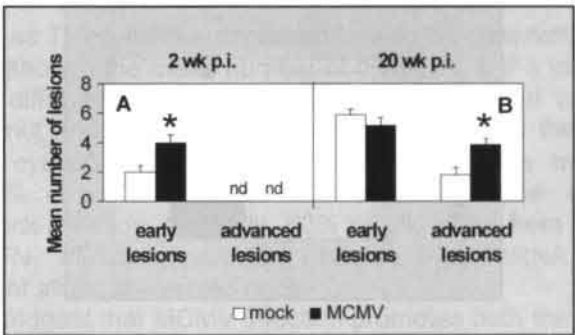 2 wk p.i. 20 wk p.i.
Mean number of lesions
8
6
4
2
0
A
*
nd nd
B
*
early lesions
advanced lesions
early lesions
advanced lesions
mock MCMV